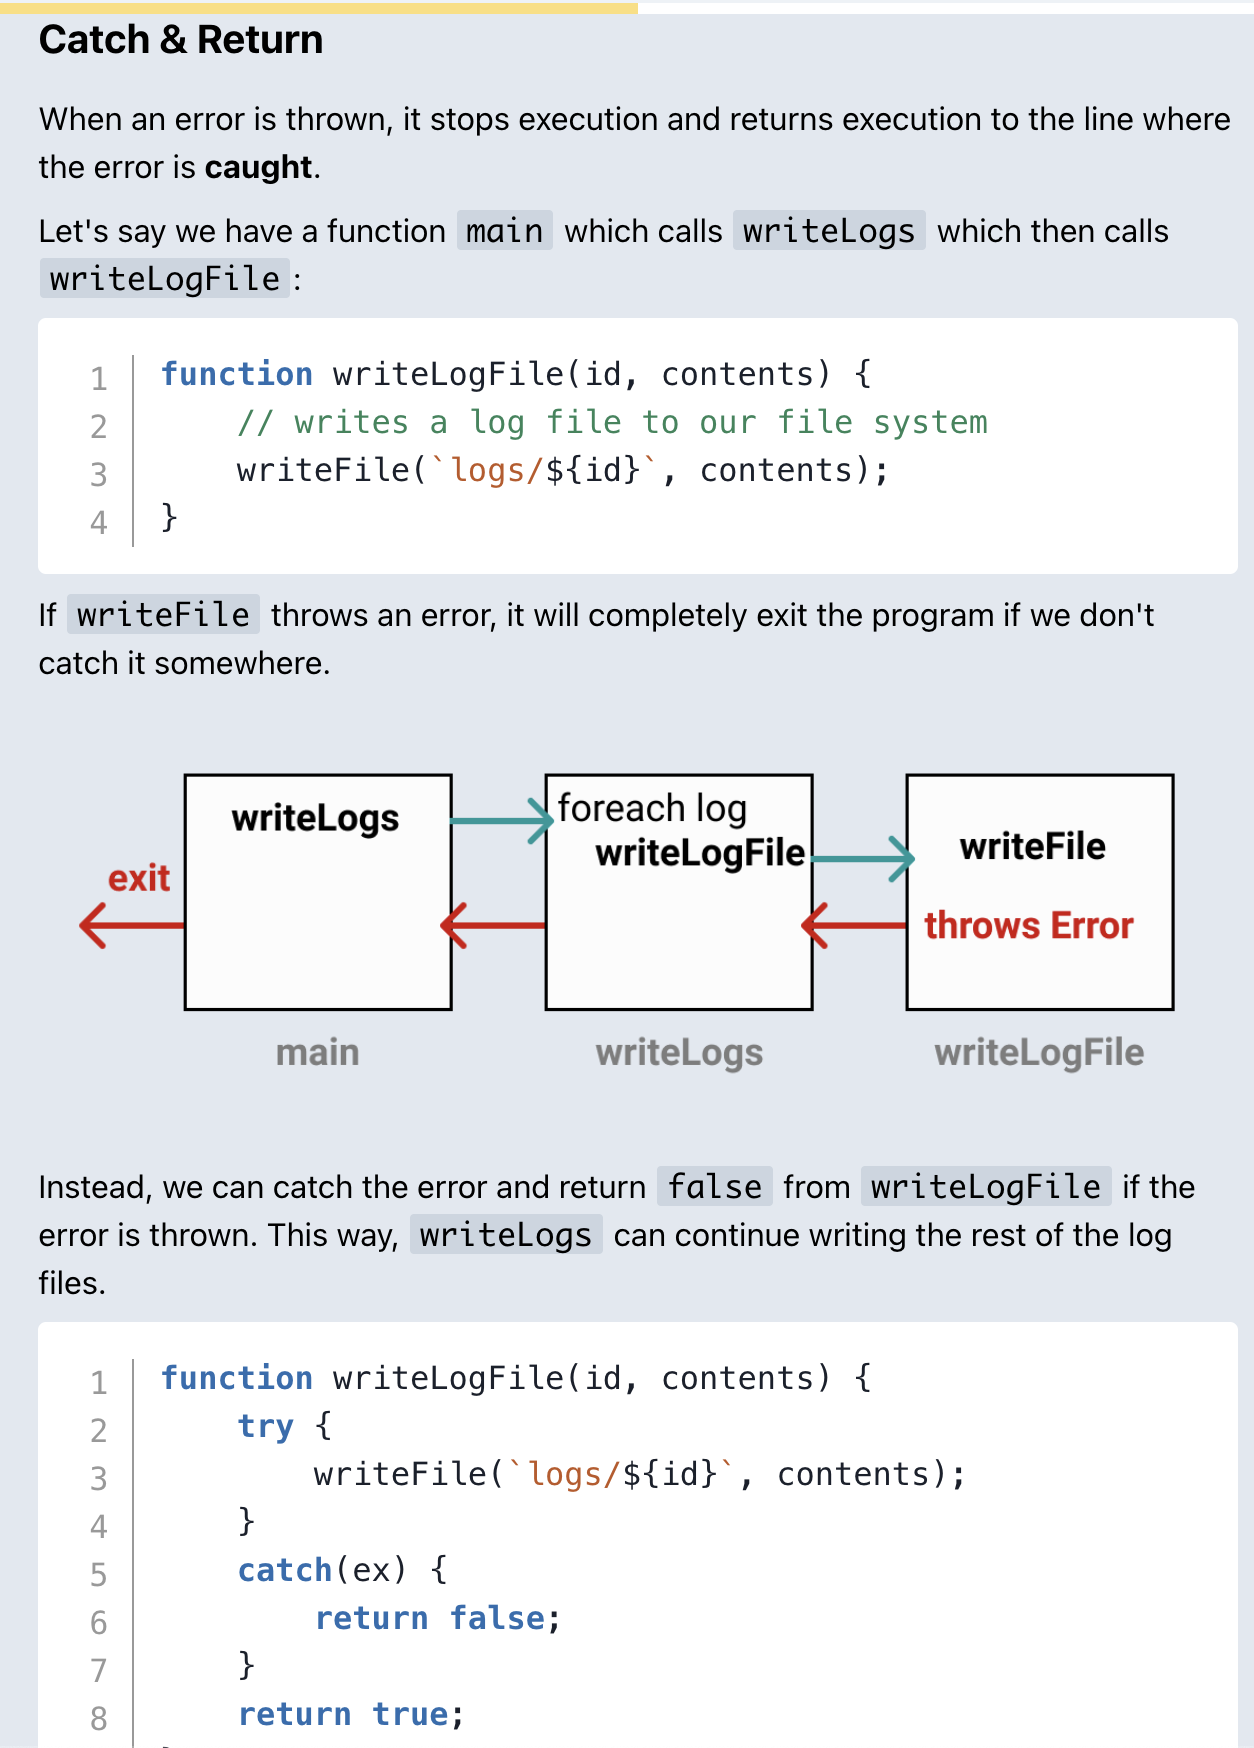 Catch & Return
When an error is thrown, it stops execution and returns execution to the line where
the error is caught.
Let's say we have a function main which calls writeLogs which then calls
writeLogFile :
1 function writeLogFile(id, contents) {
2     // writes a log file to our file system
3     writeFile(`logs/${id}`, contents);
4 }
If writeFile throws an error, it will completely exit the program if we don't
catch it somewhere.
writeLogs
foreach log
writeLogFile
writeFile
exit
throws Error
main
writeLogs
writeLogFile
Instead, we can catch the error and return false from writeLogFile if the
error is thrown. This way, writeLogs can continue writing the rest of the log
files.
1 function writeLogFile(id, contents) {
2     try {
3         writeFile(`logs/${id}`, contents);
4     }
5     catch(ex) {
6         return false;
7     }
8     return true;